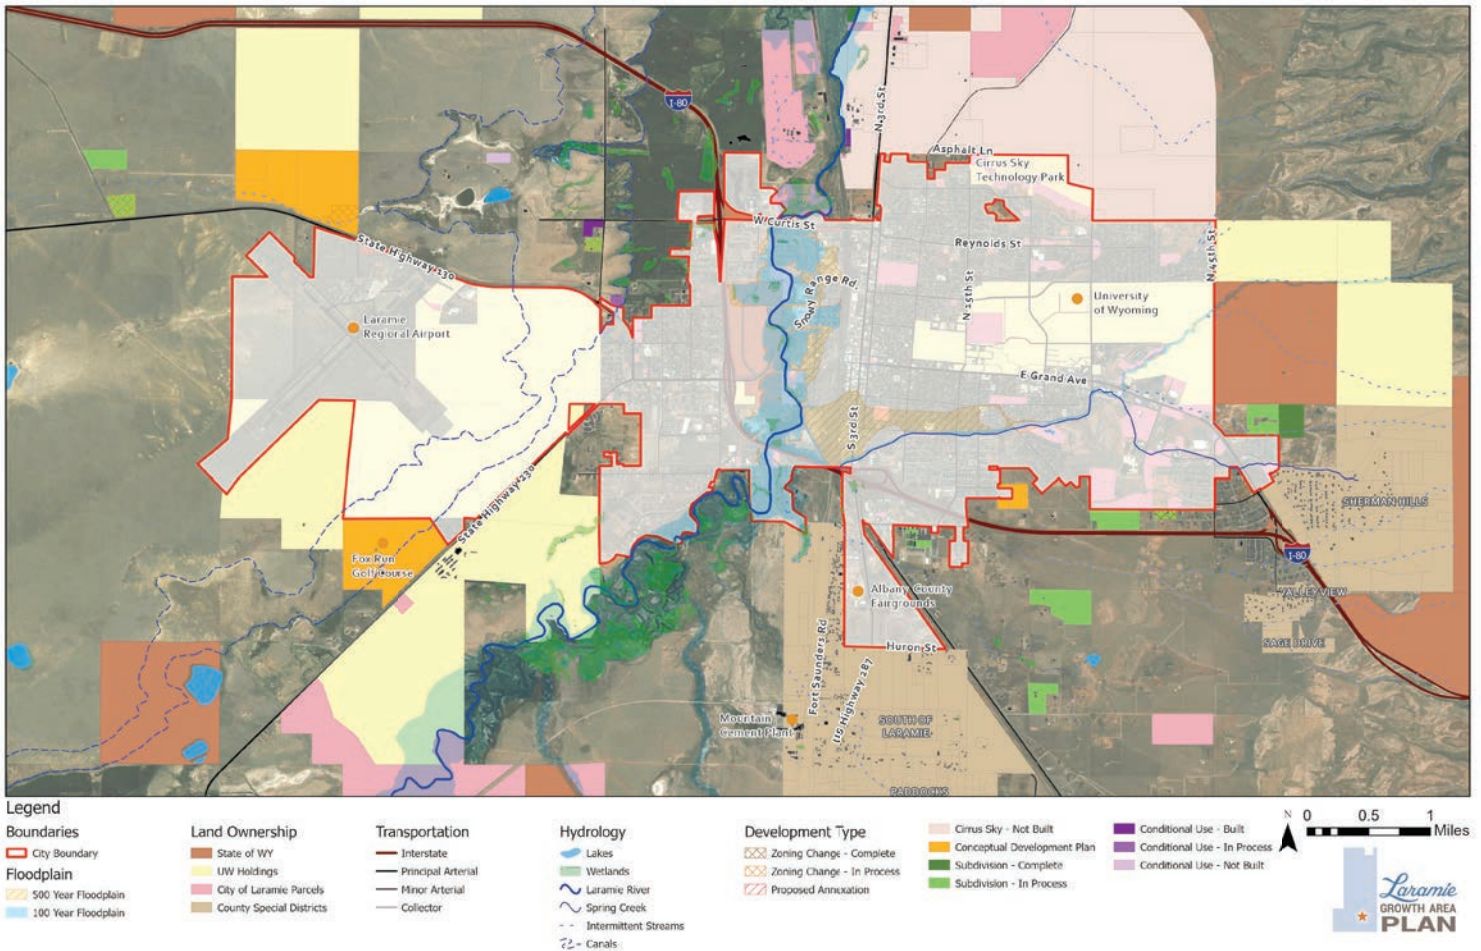 I-80
N 3rd St
Asphalt Ln
Cirrus Sky
Technology Park
W Curtis St
Reynolds St
N 45th St
State Highway 130
Snowy Range Rd.
N 15th St
University
of Wyoming
Laramie
Regional Airport
E Grand Ave
S 3rd St
State Highway 230
SHERMAN HILLS
I-80
Fox Run
Golf Course
Albany County
Fairgrounds
VALLEY VIEW
SAGE DRIVE
Huron St
Fort Saunders Rd
US Highway 287
Mountain
Cement Plant
SOUTH OF
LARAMIE
PADDOCKS
Legend
Boundaries
City Boundary
Floodplain
500 Year Floodplain
100 Year Floodplain
Land Ownership
State of WY
UW Holdings
City of Laramie Parcels
County Special Districts
Transportation
Interstate
Principal Arterial
Minor Arterial
Collector
Hydrology
Lakes
Wetlands
Laramie River
Spring Creek
Intermittent Streams
Canals
Development Type
Zoning Change - Complete
Zoning Change - In Process
Proposed Annexation
Cirrus Sky - Not Built
Conceptual Development Plan
Subdivision - Complete
Subdivision - In Process
Conditional Use - Built
Conditional Use - In Process
Conditional Use - Not Built
N
0 0.5 1
Miles
Laramie
GROWTH AREA
PLAN